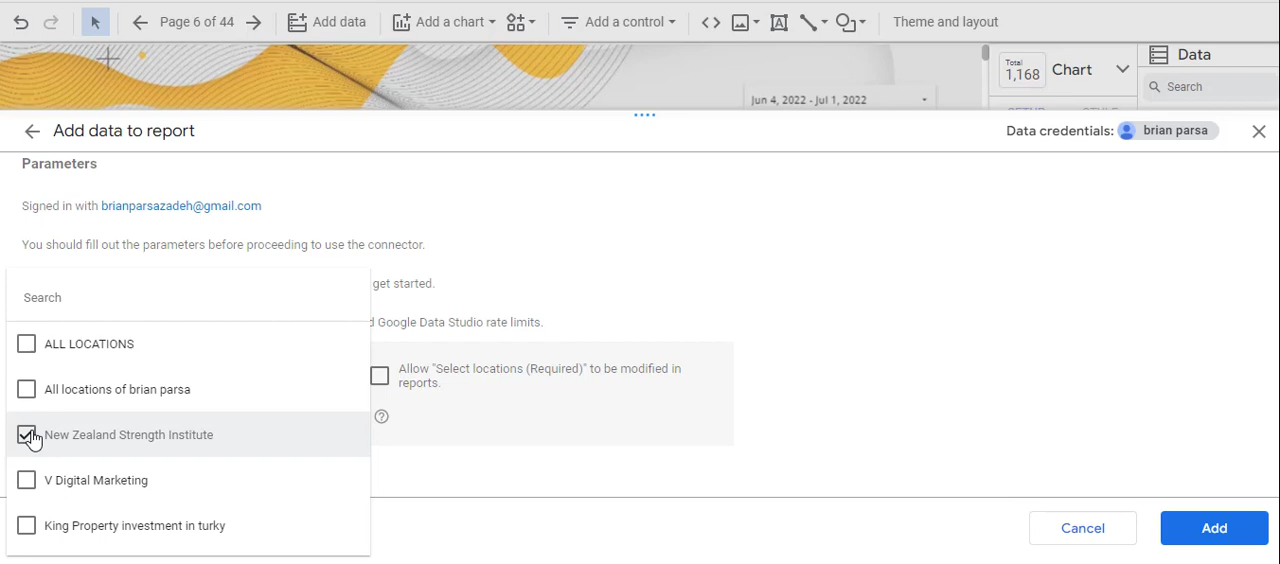 Page 6 of 44 Add data Add a chart Add a control Theme and layout
Total
1,168 Chart Data
Search
Jun 4, 2022 - Jul 1, 2022
Add data to report Data credentials: brian parsa
Parameters
Signed in with brianparsazadeh@gmail.com
You should fill out the parameters before proceeding to use the connector.
get started.
Search
d Google Data Studio rate limits.
ALL LOCATIONS
Allow "Select locations (Required)" to be modified in
reports.
All locations of brian parsa
New Zealand Strength Institute
V Digital Marketing
King Property investment in turky
Cancel Add